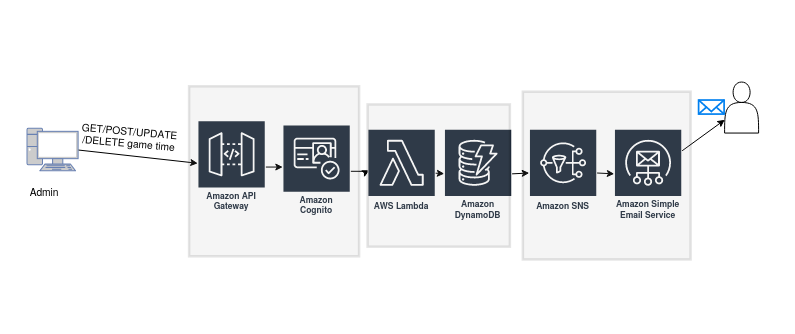 GET/POST/UPDATE
/DELETE game time
Admin
Amazon API
Gateway
Amazon
Cognito
AWS Lambda
Amazon
DynamoDB
Amazon SNS
Amazon Simple
Email Service